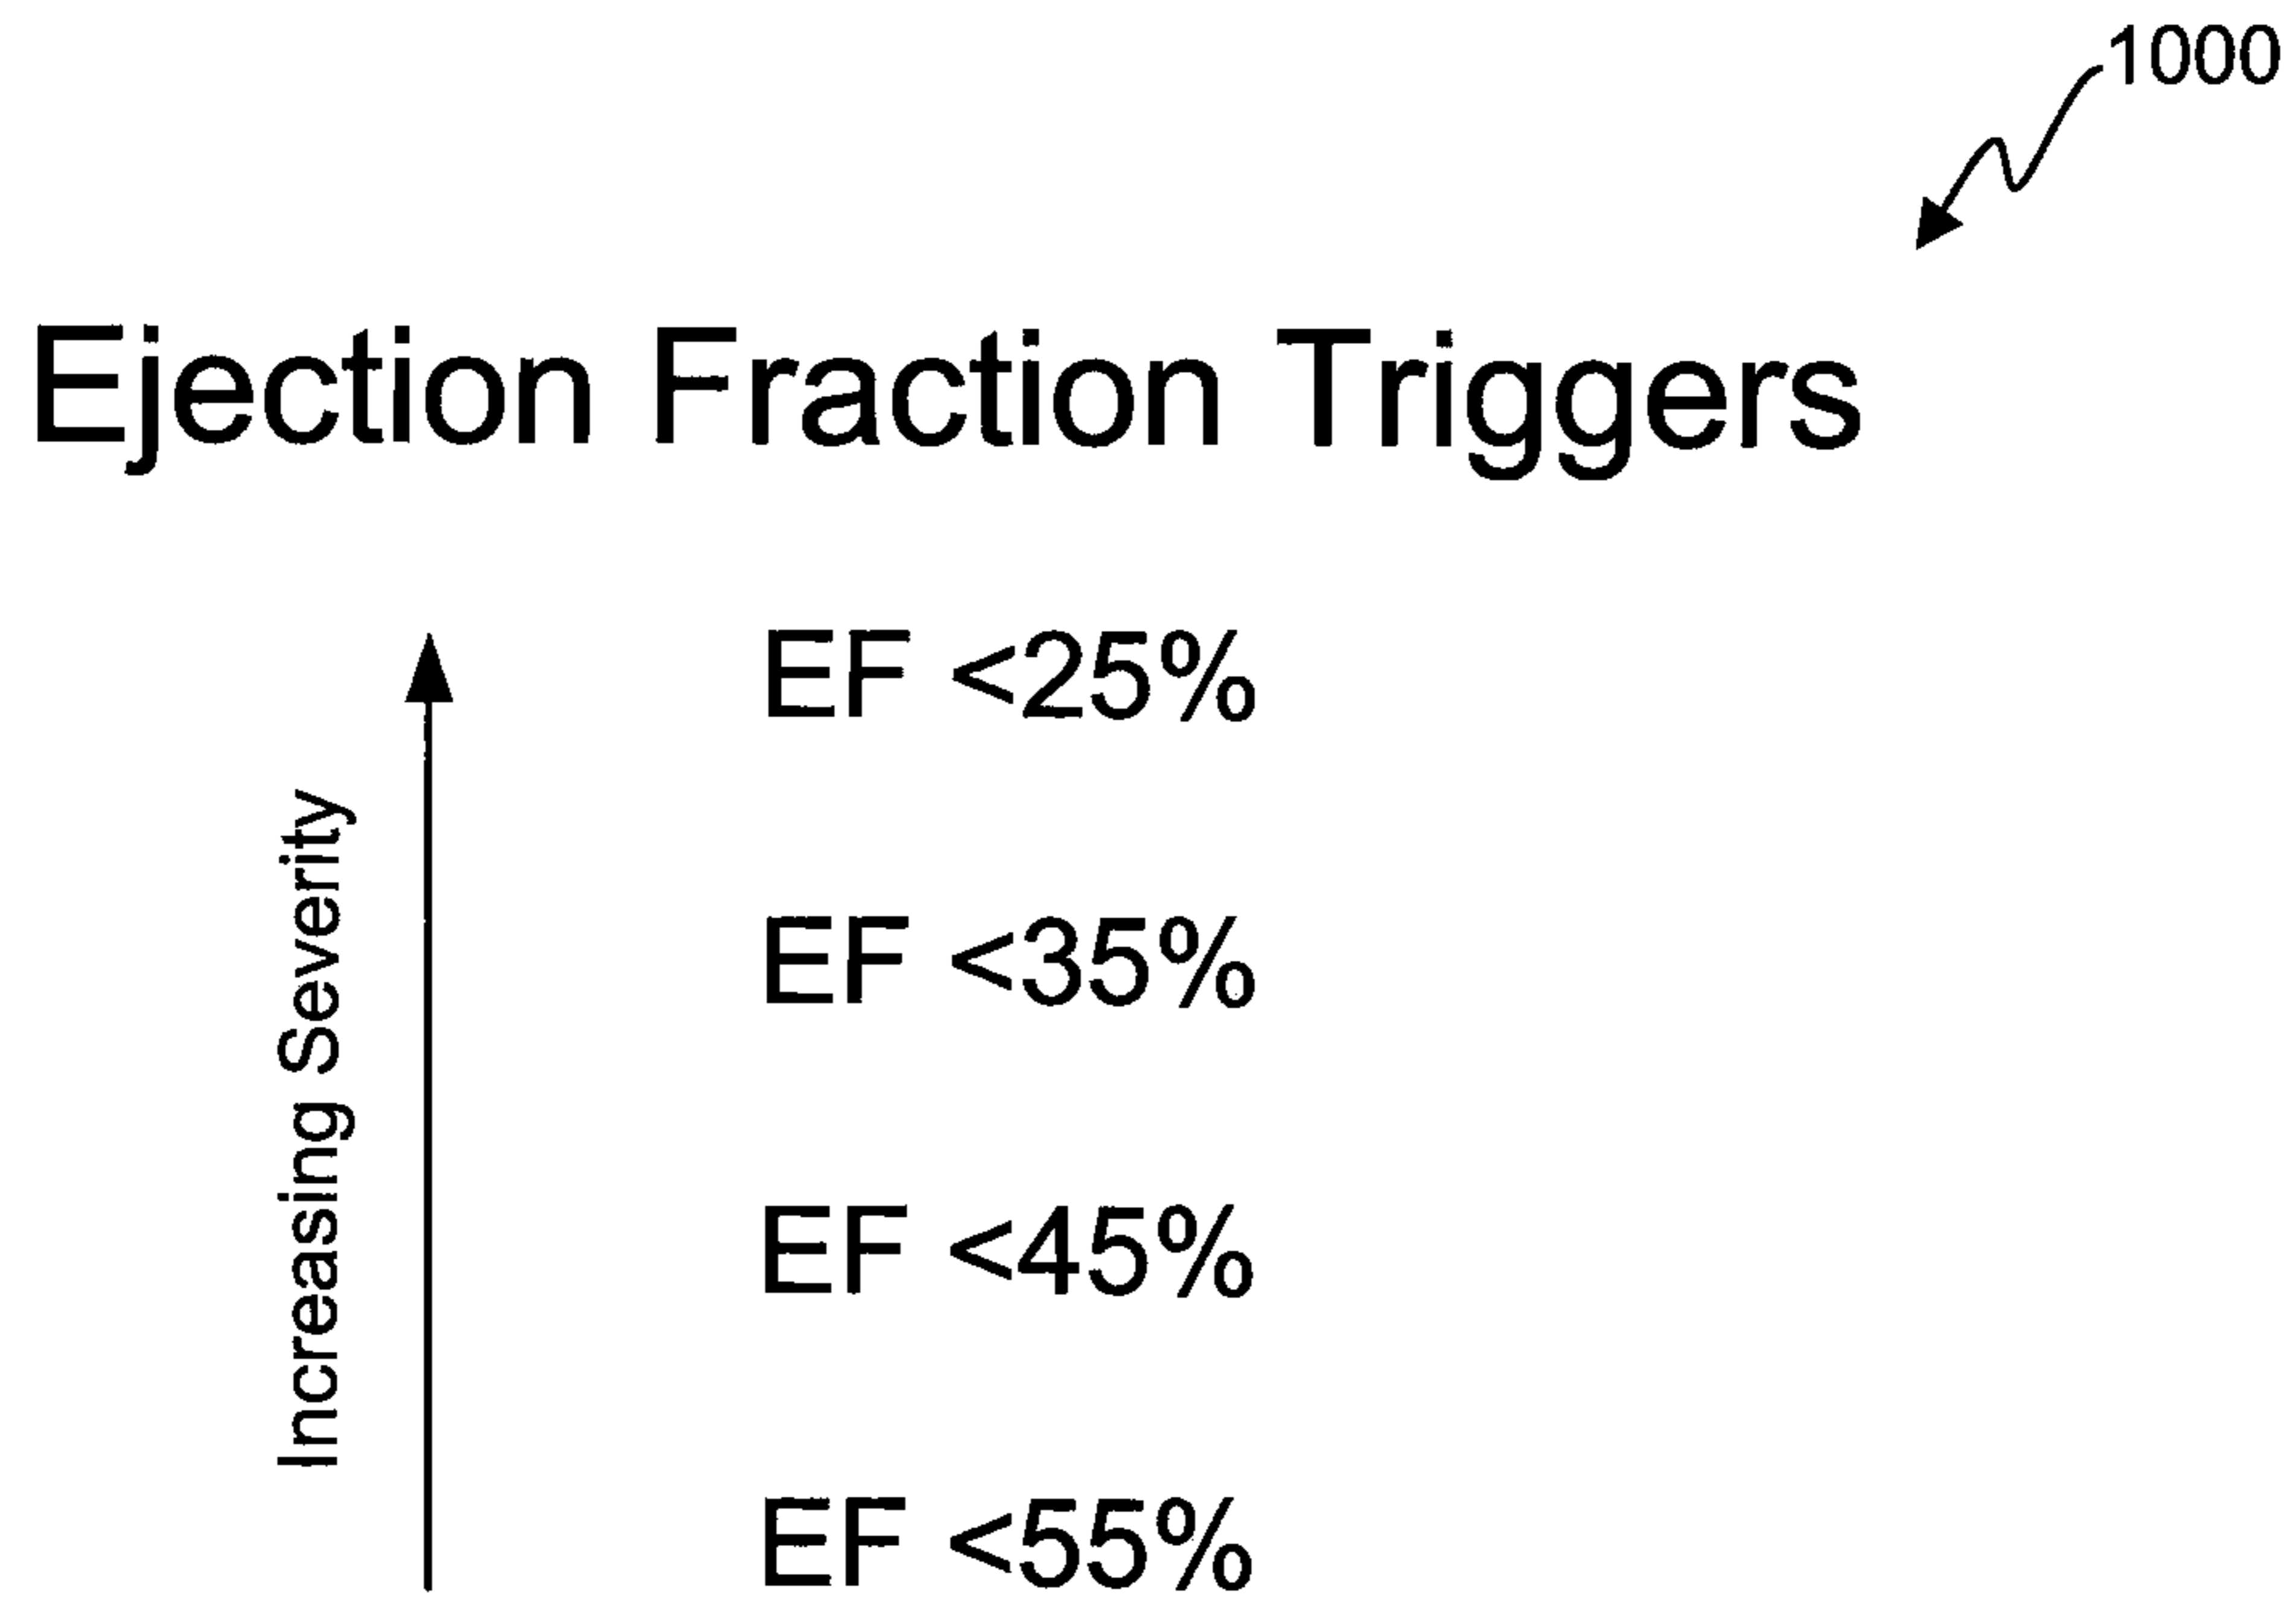 1000
Ejection Fraction Triggers
EF <25%
EF <35%
EF <45%
EF <55%
Increasing Severity